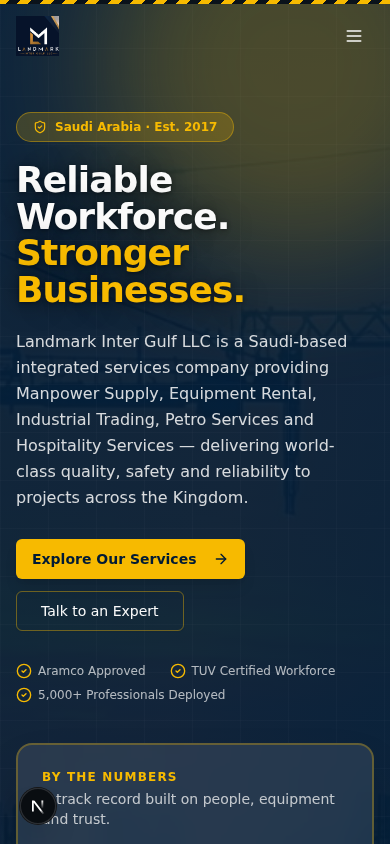 LANDMARK
Saudi Arabia · Est. 2017
Reliable
Workforce.
Stronger
Businesses.
Landmark Inter Gulf LLC is a Saudi-based
integrated services company providing
Manpower Supply, Equipment Rental,
Industrial Trading, Petro Services and
Hospitality Services — delivering world-
class quality, safety and reliability to
projects across the Kingdom.
Explore Our Services
Talk to an Expert
Aramco Approved TUV Certified Workforce
5,000+ Professionals Deployed
BY THE NUMBERS
track record built on people, equipment
and trust.
N